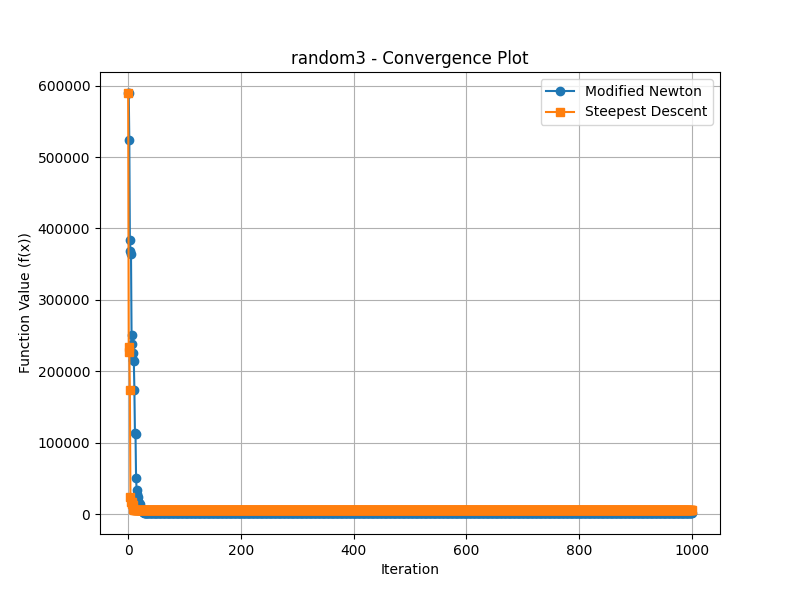 random3 - Convergence Plot
Modified Newton
Steepest Descent
Function Value (f(x))
600000
500000
400000
300000
200000
100000
0
0 200 400 600 800 1000
Iteration